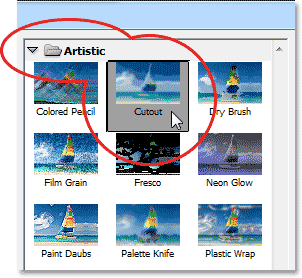 Artistic
Colored Pencil Cutout Dry Brush
Film Grain Fresco Neon Glow
Paint Daubs Palette Knife Plastic Wrap